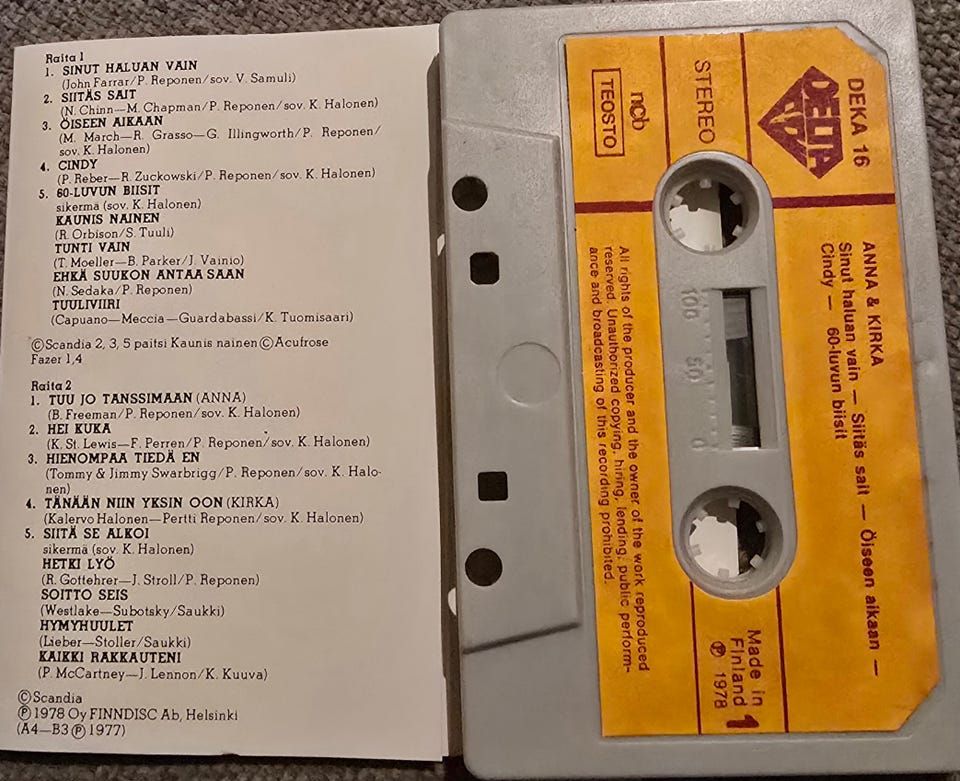 Raita 1
1. SINUT HALUAN VAIN
(John Farrar/P. Reponen/sov. V. Samuli)
2. SIITÄS SAIT
(N. Chinn—M. Chapman/P. Reponen/sov. K. Halonen)
3. ÖISEEN AIKAAN
(M. March—R. Grasso—G. Illingworth/P. Reponen/
sov. K. Halonen)
4. CINDY
(P. Reber—R. Zuckowski/P. Reponen/sov. K. Halonen)
5. 60-LUVUN BIISIT
sikermä (sov. K. Halonen)
KAUNIS NAINEN
(R. Orbison/S. Tuuli)
TUNTI VAIN
(T. Moeller—B. Parker/J. Vainio)
EHKÄ SUUKON ANTAA SAAN
(N. Sedaka/P. Reponen)
TUULIVIIRI
(Capuano—Meccia—Guardabassi/K. Tuomisaari)
©Scandia 2, 3, 5 paitsi Kaunis nainen ©Acufrose
Fazer 1,4
Raita 2
1. TUU JO TANSSIMAAN (ANNA)
(B. Freeman/P. Reponen/sov. K. Halonen)
2. HEI KUKA
(K. St. Lewis—F. Perren/P. Reponen/sov. K. Halonen)
3. HIENOMPAA TIEDÄ EN
(Tommy & Jimmy Swarbrigg/P. Reponen/sov. K. Halo-
nen)
4. TÄNÄÄN NIIN YKSIN OON (KIRKA)
(Kalervo Halonen—Pertti Reponen/sov. K. Halonen)
5. SIITÄ SE ALKOI
sikermä (sov. K. Halonen)
HETKI LYÖ
(R. Gottehrer—J. Stroll/P. Reponen)
SOITTO SEIS
(Westlake—Subotsky/Saukki)
HYMYHUULET
(Lieber—Stoller/Saukki)
KAIKKI RAKKAUTENI
(P. McCartney—J. Lennon/K. Kuuva)
©Scandia
℗ 1978 Oy FINNDISC Ab, Helsinki
(A4—B3 ℗ 1977)
DEKA 16
DELTA
STEREO
ncb
TEOSTO
ANNA & KIRKA
Sinut haluan vain — Siitäs sait — Öiseen aikaan —
Cindy — 60-luvun biisit
100 50 0
All rights of the producer and the owner of the work reproduced
reserved. Unauthorized copying, hiring, lending, public perform-
ance and broadcasting of this recording prohibited.
Made in
Finland
℗ 1978
1